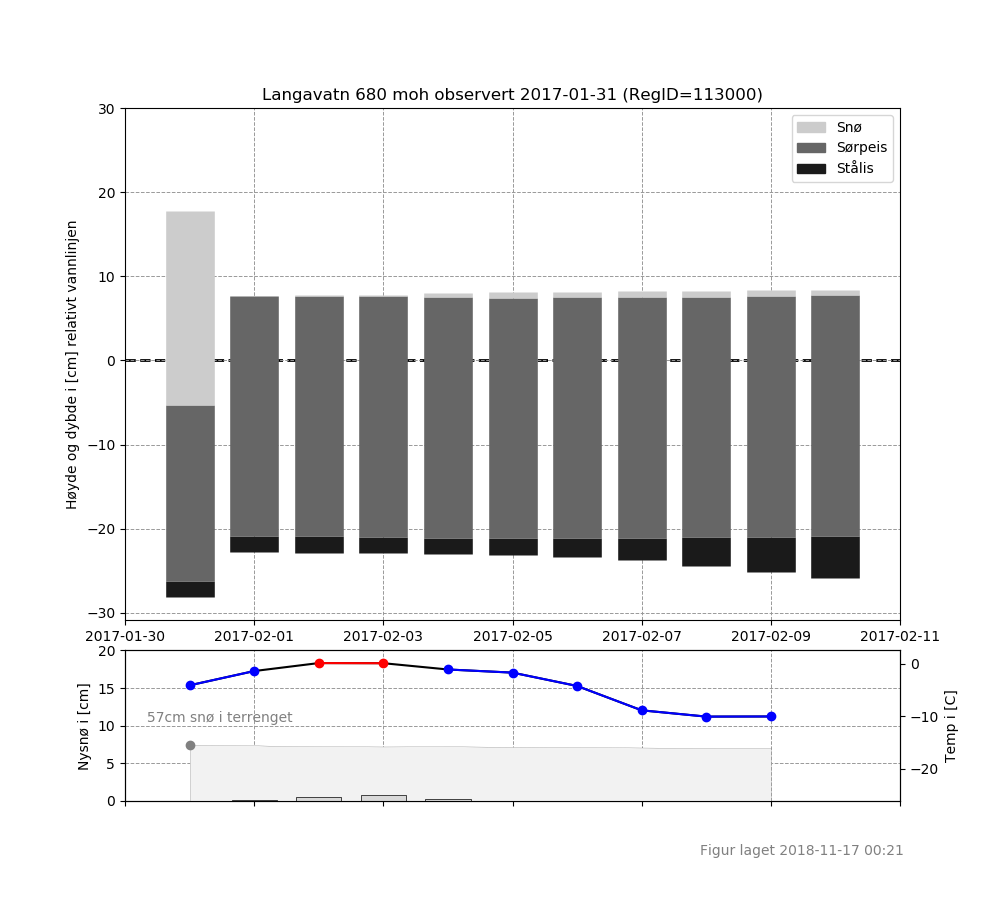 Langavatn 680 moh observert 2017-01-31 (RegID=113000)
Høyde og dybde i [cm] relativt vannlinjen
30
20
10
0
−10
−20
−30
Snø
Sørpeis
Stålis
2017-01-30 2017-02-01 2017-02-03 2017-02-05 2017-02-07 2017-02-09 2017-02-11
Nysnø i [cm]
20
15
10
5
0
57cm snø i terrenget
0
−10
−20
Temp i [C]
Figur laget 2018-11-17 00:21